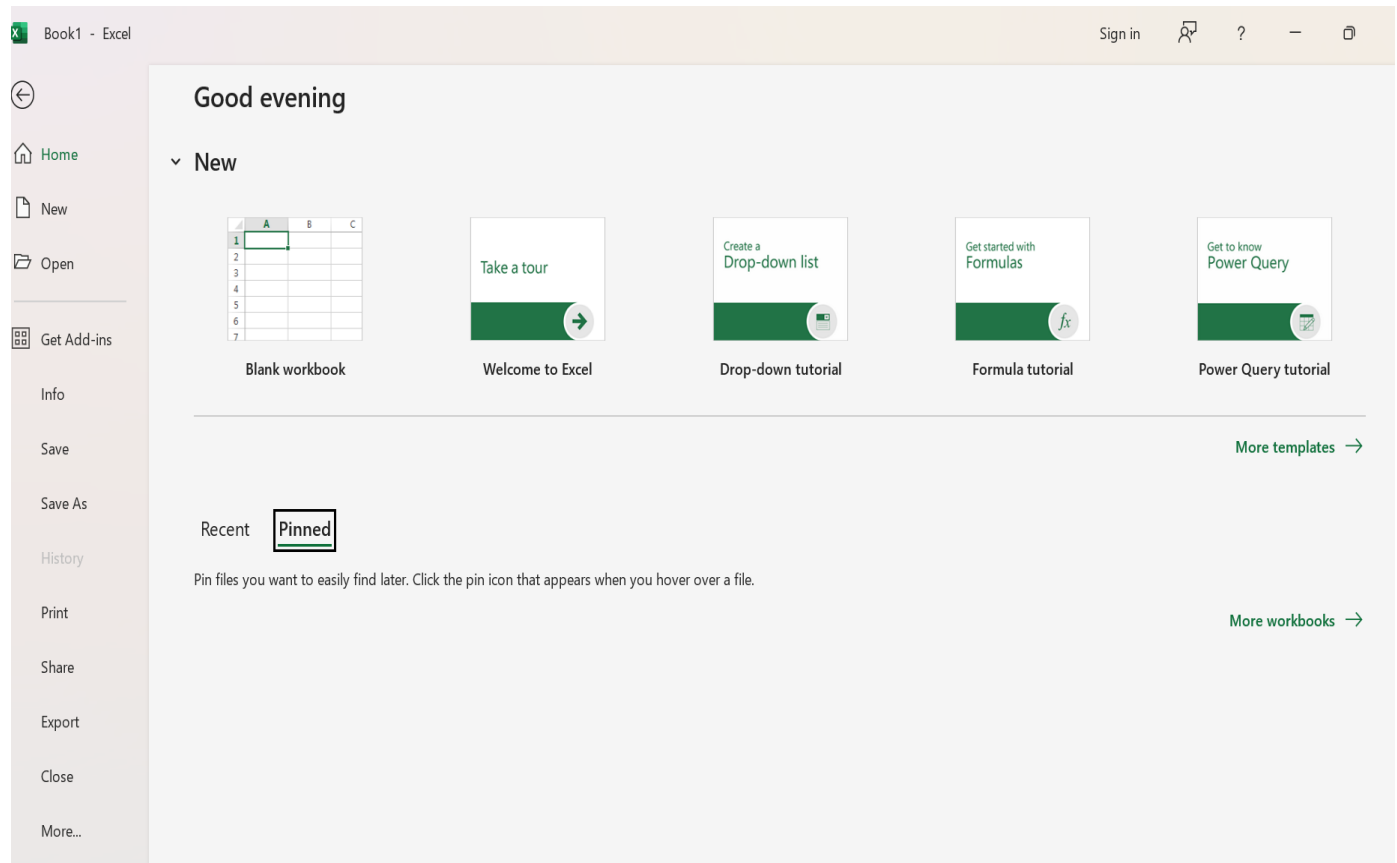 Book1 - Excel
Sign in
?
Good evening
Home
New
New
Open
A B C
1
2
3
4
5
6
7
Take a tour
Create a
Drop-down list
Get started with
Formulas
fx
Get to know
Power Query
Blank workbook
Welcome to Excel
Drop-down tutorial
Formula tutorial
Power Query tutorial
Get Add-ins
Info
Save
Save As
History
Print
Share
Export
Close
More...
More templates
Recent Pinned
Pin files you want to easily find later. Click the pin icon that appears when you hover over a file.
More workbooks